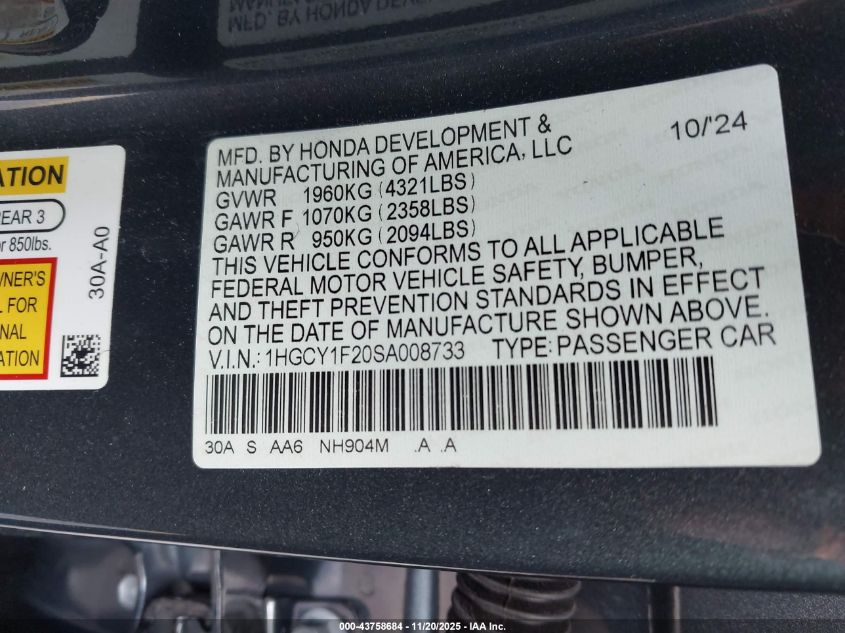 MFD. BY HONDA DEVELOPMENT &
MANUFACTURING OF AMERICA, LLC
10/'24
GVWR 1960KG (4321LBS)
GAWR F 1070KG (2358LBS)
GAWR R 950KG (2094LBS)
THIS VEHICLE CONFORMS TO ALL APPLICABLE
FEDERAL MOTOR VEHICLE SAFETY, BUMPER,
AND THEFT PREVENTION STANDARDS IN EFFECT
ON THE DATE OF MANUFACTURE SHOWN ABOVE.
V.I.N.: 1HGCY1F20SA008733 TYPE: PASSENGER CAR
30A S AA6 NH904M .A .A
ATION
REAR 3
or 850lbs.
WNER'S
L FOR
NAL
ATION
30A-A0
000-43758684 - 11/20/2025 - IAA Inc.